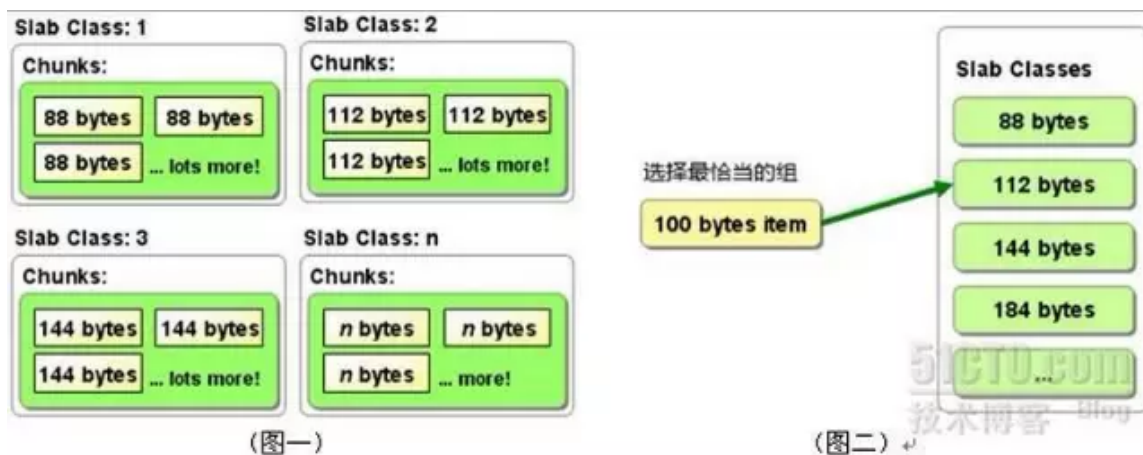 Slab Class: 1
Chunks:
88 bytes 88 bytes
88 bytes ... lots more!
Slab Class: 2
Chunks:
112 bytes 112 bytes
112 bytes ... lots more!
Slab Class: 3
Chunks:
144 bytes 144 bytes
144 bytes ... lots more!
Slab Class: n
Chunks:
n bytes n bytes
n bytes ... more!
(图一)
选择最恰当的组
100 bytes item
Slab Classes
88 bytes
112 bytes
144 bytes
184 bytes
...
(图二)
51CTO.com
技术博客 Blog